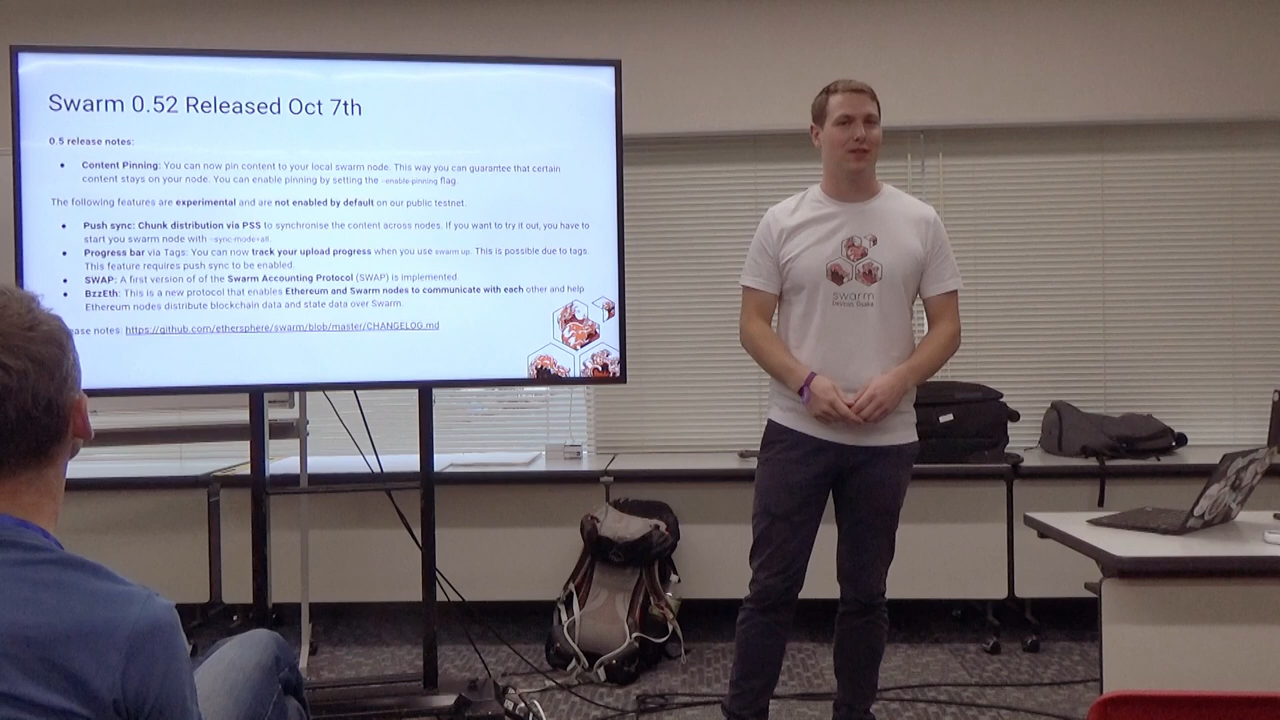 Swarm 0.52 Released Oct 7th
0.5 release notes:
● Content Pinning: You can now pin content to your local swarm node. This way you can guarantee that certain
content stays on your node. You can enable pinning by setting the --enable-pinning flag.
The following features are experimental and are not enabled by default on our public testnet.
● Push sync: Chunk distribution via PSS to synchronise the content across nodes. If you want to try it out, you have to
start you swarm node with --sync-mode=all.
● Progress bar via Tags: You can now track your upload progress when you use swarm up. This is possible due to tags.
This feature requires push sync to be enabled.
● SWAP: A first version of of the Swarm Accounting Protocol (SWAP) is implemented.
● BzzEth: This is a new protocol that enables Ethereum and Swarm nodes to communicate with each other and help
Ethereum nodes distribute blockchain data and state data over Swarm.
ease notes: https://github.com/ethersphere/swarm/blob/master/CHANGELOG.md
swarm
DevCon, Osaka